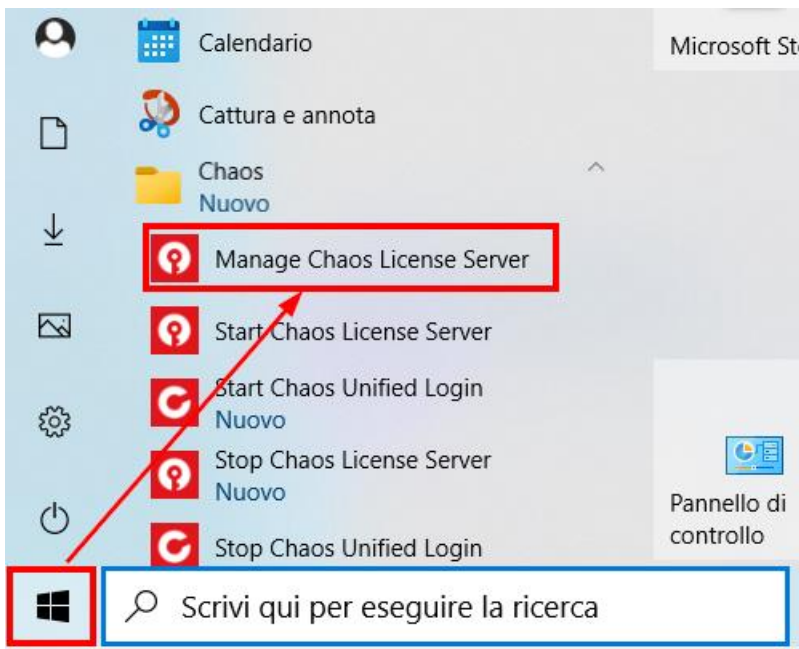 Calendario
Microsoft St
Cattura e annota
Chaos
Nuovo
Manage Chaos License Server
Start Chaos License Server
Start Chaos Unified Login
Nuovo
Stop Chaos License Server
Nuovo
Stop Chaos Unified Login
Pannello di
controllo
Scrivi qui per eseguire la ricerca